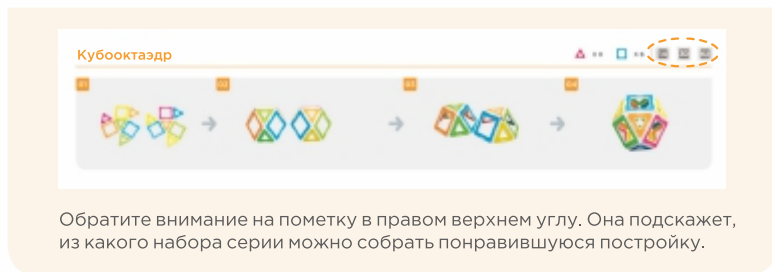 Кубооктаэдр
01 02 03 04
Обратите внимание на пометку в правом верхнем углу. Она подскажет,
из какого набора серии можно собрать понравившуюся постройку.